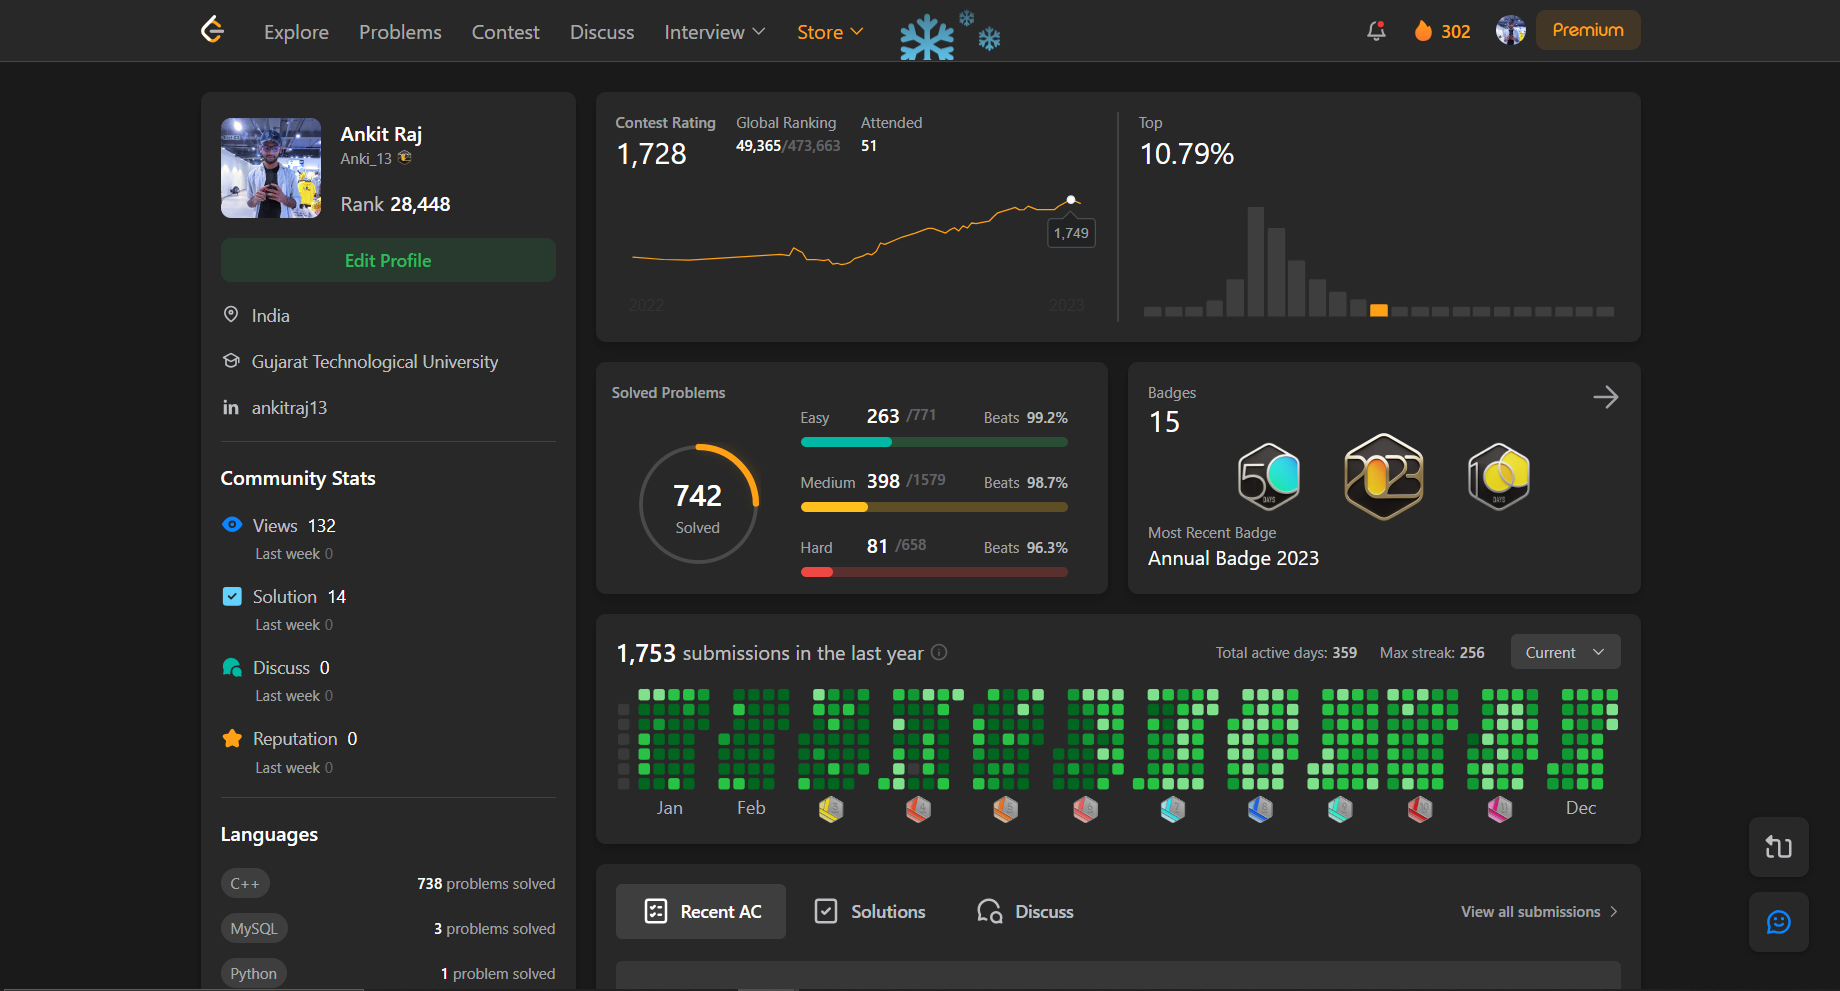 Explore Problems Contest Discuss Interview Store 302 Premium
Ankit Raj
Anki_13
Rank 28,448
Edit Profile
India
Gujarat Technological University
in ankitraj13
Community Stats
Views 132
Last week 0
Solution 14
Last week 0
Discuss 0
Last week 0
Reputation 0
Last week 0
Languages
C++ 738 problems solved
MySQL 3 problems solved
Python 1 problem solved
Contest Rating Global Ranking Attended
1,728 49,365/473,663 51
1,749
2022 2023
Top
10.79%
Solved Problems
742
Solved
Easy 263 /771 Beats 99.2%
Medium 398 /1579 Beats 98.7%
Hard 81 /658 Beats 96.3%
Badges
15
50 DAYS 2023 100 DAYS
Most Recent Badge
Annual Badge 2023
1,753 submissions in the last year Total active days: 359 Max streak: 256 Current
Jan Feb Dec
Recent AC Solutions Discuss View all submissions